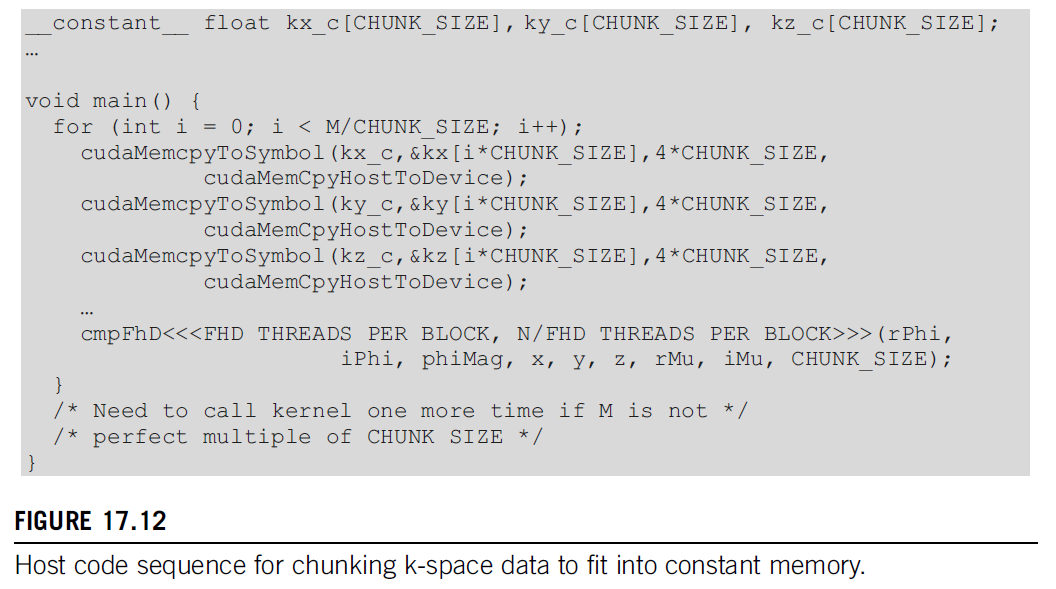 __constant__ float kx_c[CHUNK_SIZE], ky_c[CHUNK_SIZE], kz_c[CHUNK_SIZE];
…
void main() {
for (int i = 0; i < M/CHUNK_SIZE; i++);
cudaMemcpyToSymbol(kx_c,&kx[i*CHUNK_SIZE],4*CHUNK_SIZE,
cudaMemCpyHostToDevice);
cudaMemcpyToSymbol(ky_c,&ky[i*CHUNK_SIZE],4*CHUNK_SIZE,
cudaMemCpyHostToDevice);
cudaMemcpyToSymbol(kz_c,&kz[i*CHUNK_SIZE],4*CHUNK_SIZE,
cudaMemCpyHostToDevice);
…
cmpFhD<<<FHD THREADS PER BLOCK, N/FHD THREADS PER BLOCK>>>(rPhi,
iPhi, phiMag, x, y, z, rMu, iMu, CHUNK_SIZE);
}
/* Need to call kernel one more time if M is not */
/* perfect multiple of CHUNK SIZE */
}
FIGURE 17.12
Host code sequence for chunking k-space data to fit into constant memory.